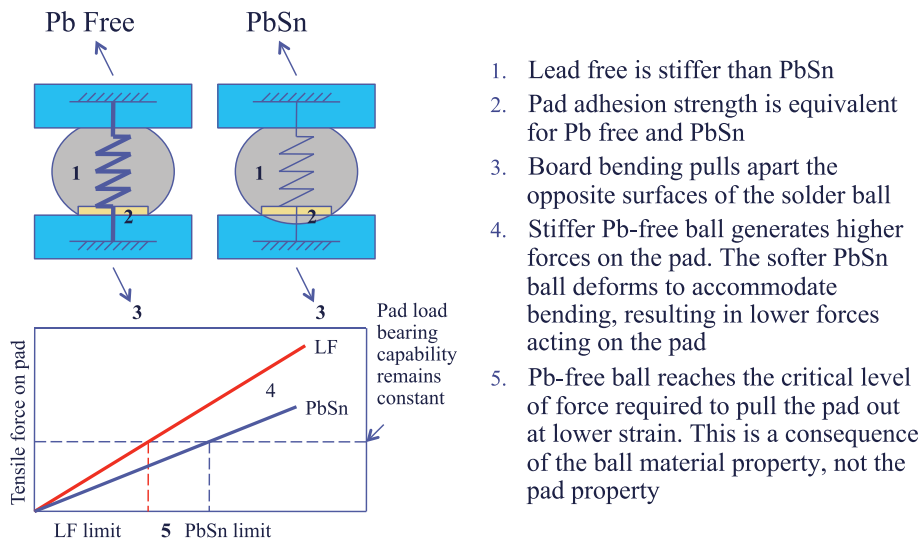 Pb Free
PbSn
1
1
2
2
3
3
Pad load
bearing
capability
remains
constant
Tensile force on pad
LF
4
PbSn
LF limit
5
PbSn limit
1. Lead free is stiffer than PbSn
2. Pad adhesion strength is equivalent
for Pb free and PbSn
3. Board bending pulls apart the
opposite surfaces of the solder ball
4. Stiffer Pb-free ball generates higher
forces on the pad. The softer PbSn
ball deforms to accommodate
bending, resulting in lower forces
acting on the pad
5. Pb-free ball reaches the critical level
of force required to pull the pad out
at lower strain. This is a consequence
of the ball material property, not the
pad property